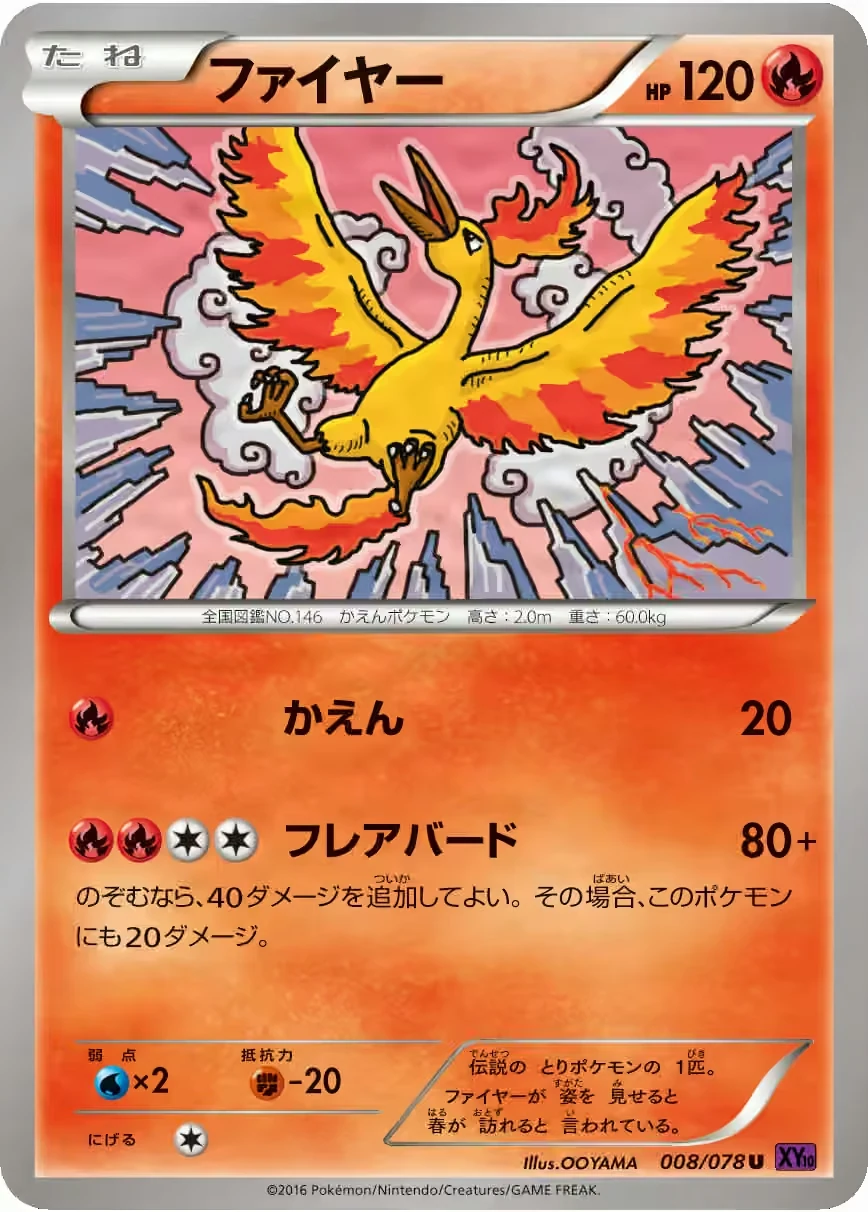 たね ファイヤー HP 120
全国図鑑NO.146 かえんポケモン 高さ：2.0m 重さ：60.0kg
かえん 20
フレアバード 80+
のぞむなら、40ダメージを追加してよい。その場合、このポケモン
にも20ダメージ。
弱点 抵抗力
×2 -20
にげる
伝説の とりポケモンの 1匹。
ファイヤーが 姿を 見せると
春が 訪れると 言われている。
Illus.OOYAMA 008/078 U XY10
©2016 Pokémon/Nintendo/Creatures/GAME FREAK.